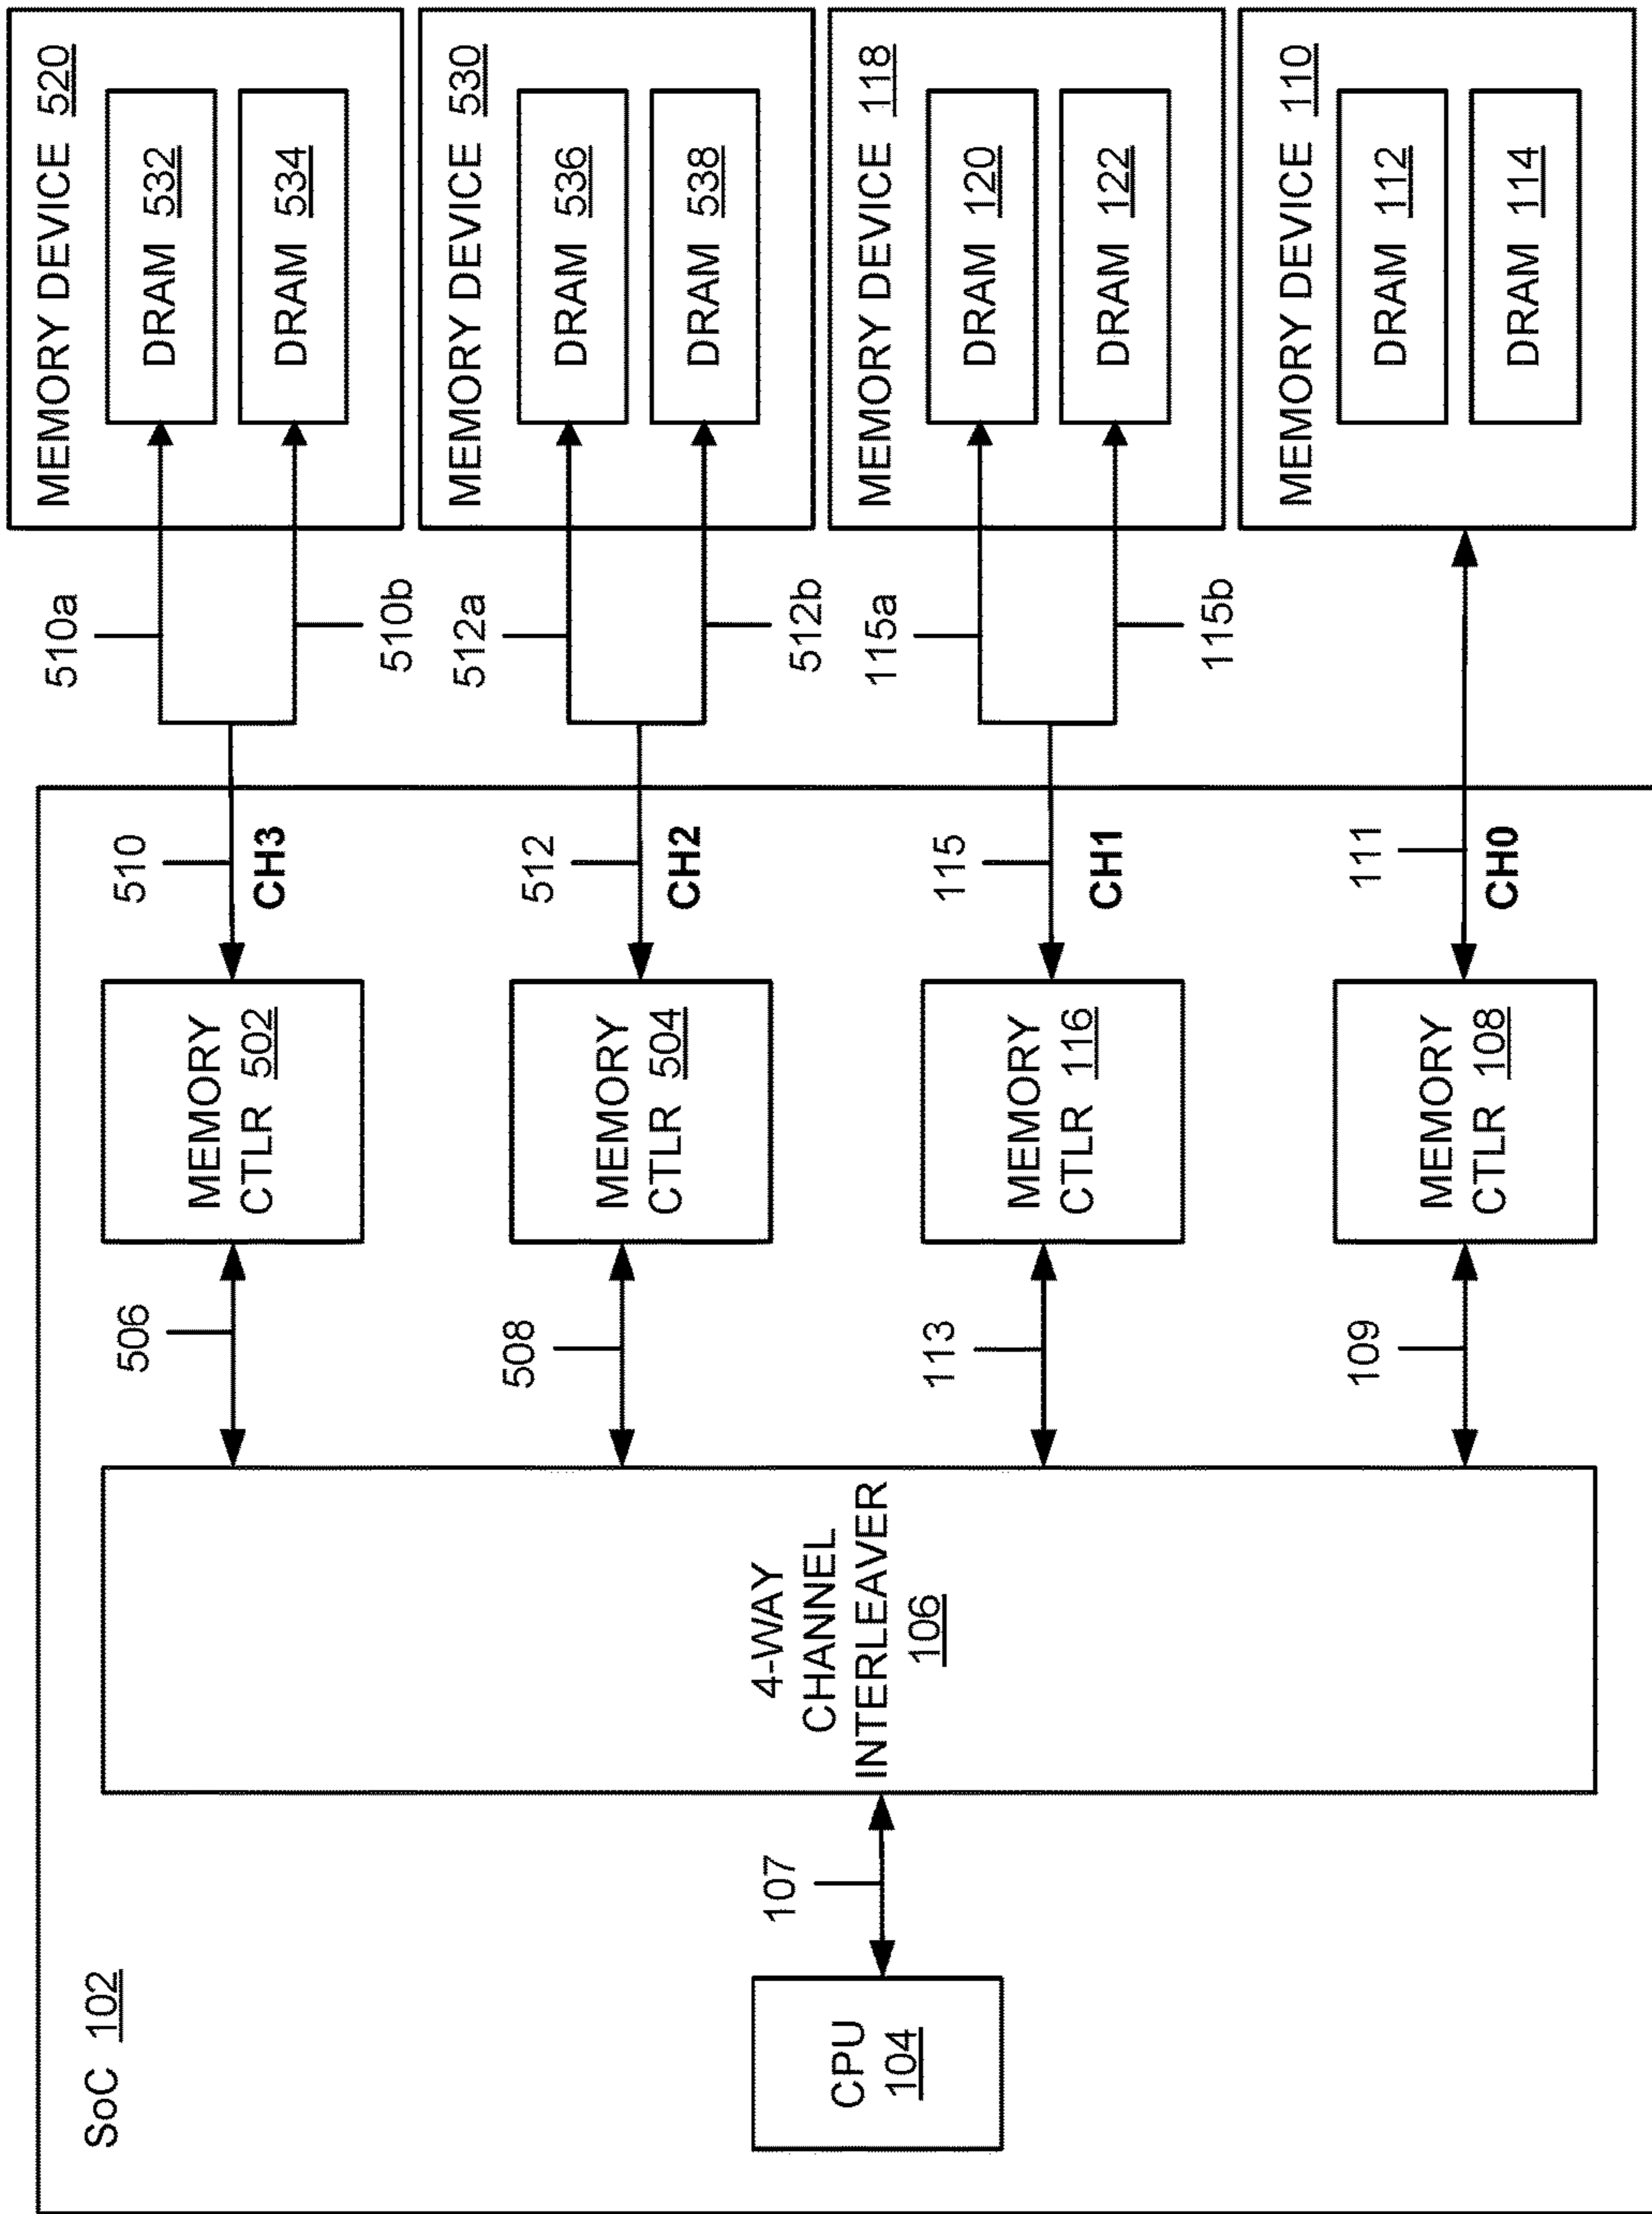 SoC 102
CPU
104
107
4-WAY
CHANNEL
INTERLEAVER
106
506
508
113
109
MEMORY
CTLR 502
MEMORY
CTLR 504
MEMORY
CTLR 116
MEMORY
CTLR 108
510
CH3
512
CH2
115
CH1
111
CH0
510a
510b
512a
512b
115a
115b
MEMORY DEVICE 520
DRAM 532
DRAM 534
MEMORY DEVICE 530
DRAM 536
DRAM 538
MEMORY DEVICE 118
DRAM 120
DRAM 122
MEMORY DEVICE 110
DRAM 112
DRAM 114